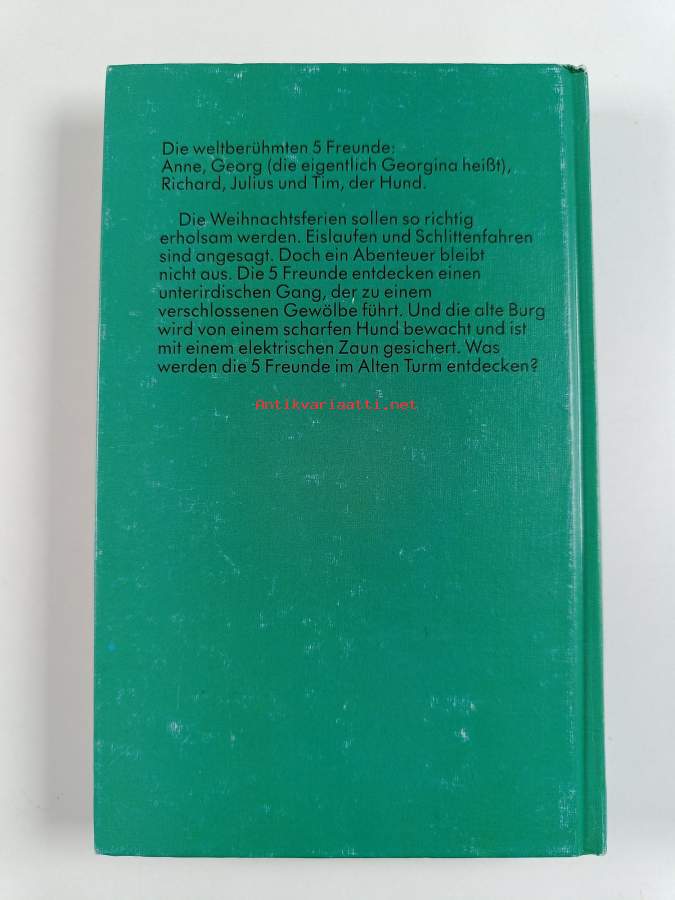 Die weltberühmten 5 Freunde:
Anne, Georg (die eigentlich Georgina heißt),
Richard, Julius und Tim, der Hund.
Die Weihnachtsferien sollen so richtig
erholsam werden. Eislaufen und Schlittenfahren
sind angesagt. Doch ein Abenteuer bleibt
nicht aus. Die 5 Freunde entdecken einen
unterirdischen Gang, der zu einem
verschlossenen Gewölbe führt. Und die alte Burg
wird von einem scharfen Hund bewacht und ist
mit einem elektrischen Zaun gesichert. Was
werden die 5 Freunde im Alten Turm entdecken?
Antikvariaatti.net